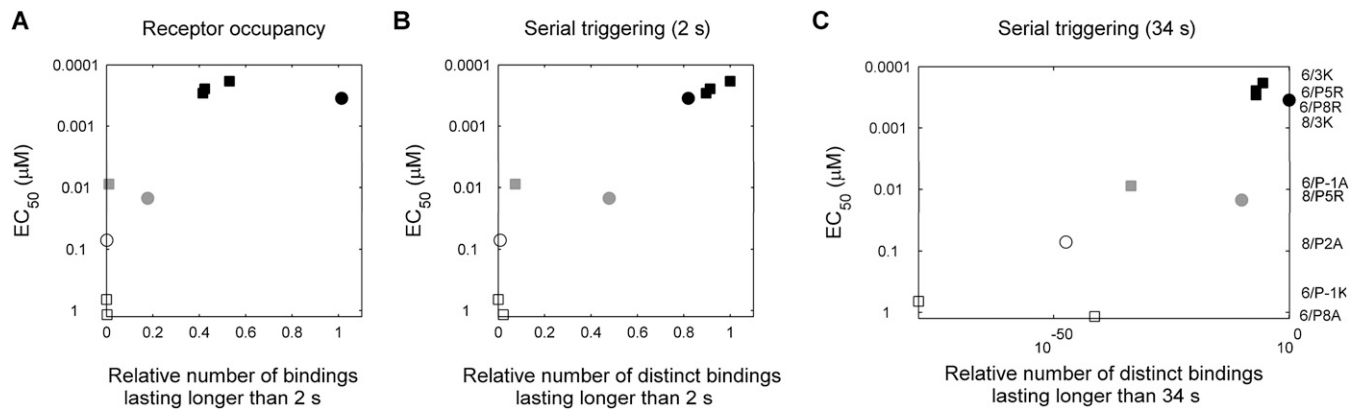 A
Receptor occupancy
EC50 (μM)
0.0001
0.001
0.01
0.1
1
0 0.2 0.4 0.6 0.8 1
Relative number of bindings
lasting longer than 2 s
B
Serial triggering (2 s)
EC50 (μM)
0.0001
0.001
0.01
0.1
1
0 0.2 0.4 0.6 0.8 1
Relative number of distinct bindings
lasting longer than 2 s
C
Serial triggering (34 s)
EC50 (μM)
0.0001
0.001
0.01
0.1
1
10-50
100
Relative number of distinct bindings
lasting longer than 34 s
6/3K
6/P5R
6/P8R
8/3K
6/P-1A
8/P5R
8/P2A
6/P-1K
6/P8A